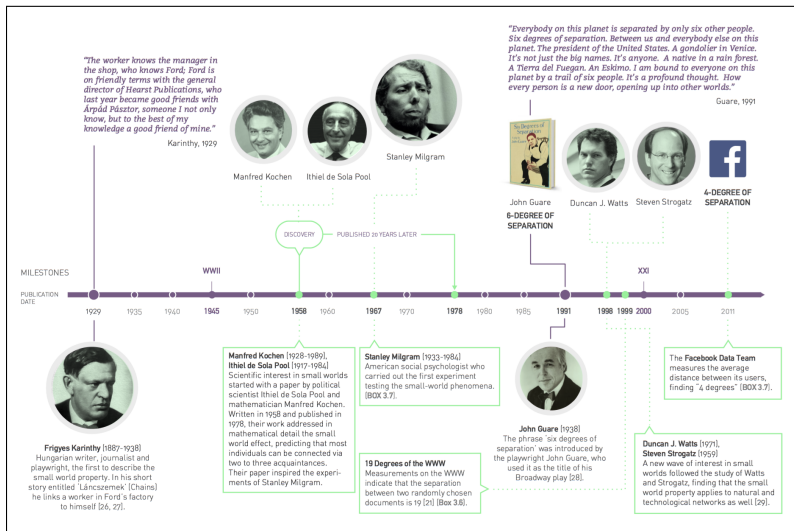 "The worker knows the manager in
the shop, who knows Ford; Ford is
on friendly terms with the general
director of Hearst Publications, who
last year became good friends with
Árpád Pásztor, someone I not only
know, but to the best of my
knowledge a good friend of mine."
Karinthy, 1929
Manfred Kochen
Ithiel de Sola Pool
Stanley Milgram
"Everybody on this planet is separated by only six other people.
Six degrees of separation. Between us and everybody else on this
planet. The president of the United States. A gondolier in Venice.
It's not just the big names. It's anyone. A native in a rain forest.
A Tierra del Fuegan. An Eskimo. I am bound to everyone on this
planet by a trail of six people. It's a profound thought. How
every person is a new door, opening up into other worlds."
Guare, 1991
Six Degrees of
Separation
John Guare
6-DEGREE OF
SEPARATION
Duncan J. Watts
Steven Strogatz
f
4-DEGREE OF
SEPARATION
DISCOVERY
PUBLISHED 20 YEARS LATER
MILESTONES
WWII
XXI
PUBLICATION
DATE
1929
1935
1940
1945
1950
1958
1967
1978
1980
1985
1991
1998
1999
2000
2005
2011
Frigyes Karinthy (1887-1938)
Hungarian writer, journalist and
playwright, the first to describe the
small world property. In his short
story entitled 'Láncszemek' (Chains)
he links a worker in Ford's factory
to himself [26, 27].
Manfred Kochen (1928-1989),
Ithiel de Sola Pool (1917-1984)
Scientific interest in small worlds
started with a paper by political
scientist Ithiel de Sola Pool and
mathematician Manfred Kochen.
Written in 1958 and published in
1978, their work addressed in
mathematical detail the small
world effect, predicting that most
individuals can be connected via
two to three acquaintances.
Their paper inspired the experi-
ments of Stanley Milgram.
Stanley Milgram (1933-1984)
American social psychologist who
carried out the first experiment
testing the small-world phenomena.
(BOX 3.7).
19 Degrees of the WWW
Measurements on the WWW
indicate that the separation
between two randomly chosen
documents is 19 [21] (Box 3.6).
John Guare (1938)
The phrase 'six degrees of
separation' was introduced by
the playwright John Guare, who
used it as the title of his
Broadway play [28].
The Facebook Data Team
measures the average
distance between its users,
finding "4 degrees" (BOX 3.7).
Duncan J. Watts (1971),
Steven Strogatz (1959)
A new wave of interest in small
worlds followed the study of Watts
and Strogatz, finding that the small
world property applies to natural and
technological networks as well [29].